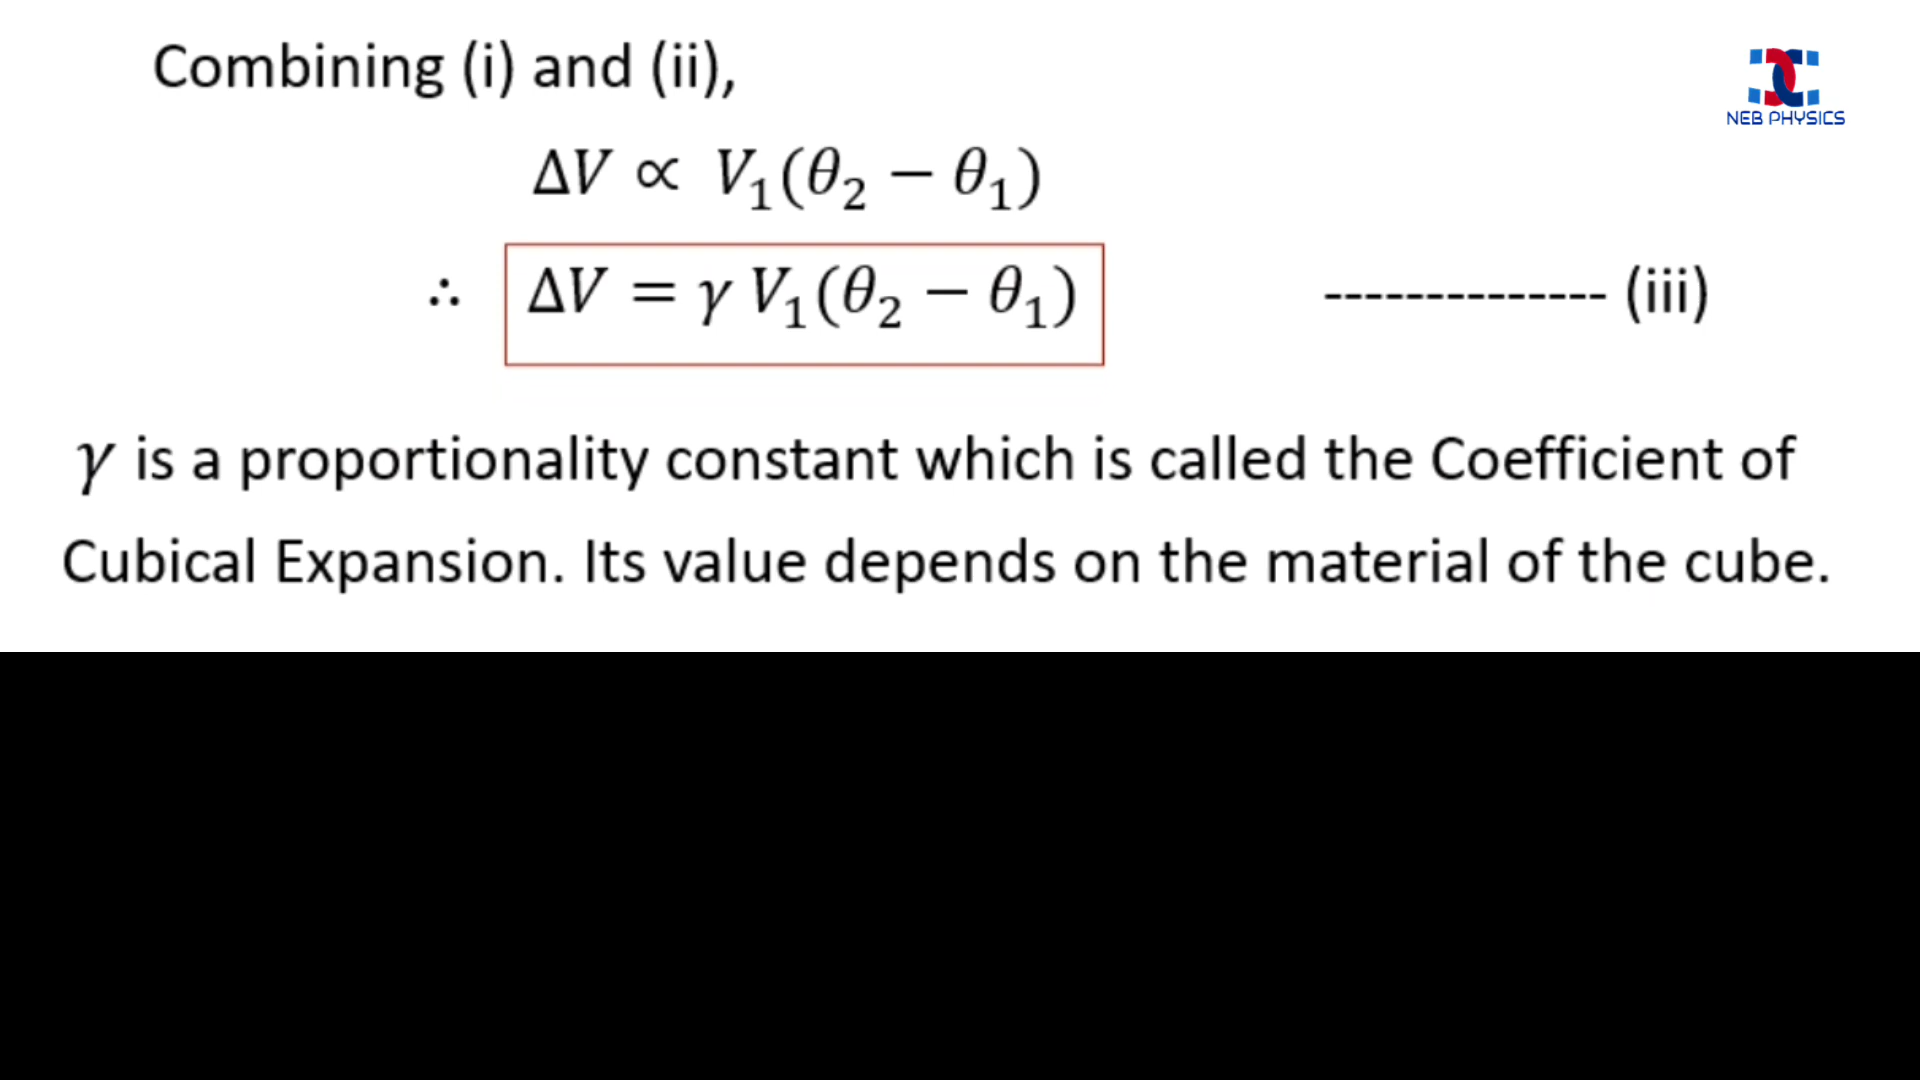 Combining (i) and (ii),
NEB PHYSICS
ΔV ∝ V₁(θ₂ − θ₁)
∴ ΔV = γ V₁(θ₂ − θ₁) -------------- (iii)
γ is a proportionality constant which is called the Coefficient of
Cubical Expansion. Its value depends on the material of the cube.